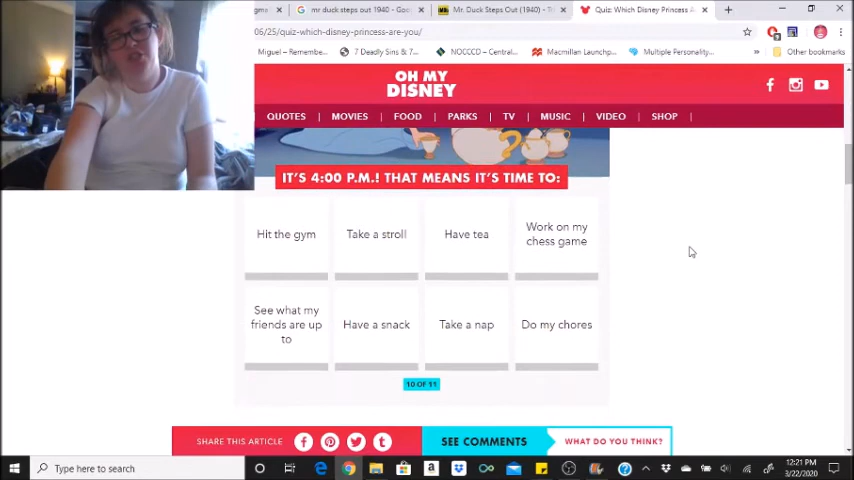 gms
mr duck steps out 1940 - Goo
Mr. Duck Steps Out (1940) - Tri
Quiz: Which Disney Princess A
06/25/quiz-which-disney-princess-are-you/
Miguel – Rememb...
7 Deadly Sins & 7...
NOCCCD - Central...
Macmillan Launchp...
Multiple Personality...
»
Other bookmarks
OH MY
DISNEY
QUOTES
MOVIES
FOOD
PARKS
TV
MUSIC
VIDEO
SHOP
IT'S 4:00 P.M.! THAT MEANS IT'S TIME TO:
Hit the gym
Take a stroll
Have tea
Work on my
chess game
See what my
friends are up
to
Have a snack
Take a nap
Do my chores
10 OF 11
SHARE THIS ARTICLE
SEE COMMENTS
WHAT DO YOU THINK?
Type here to search
12:21 PM
3/22/2020